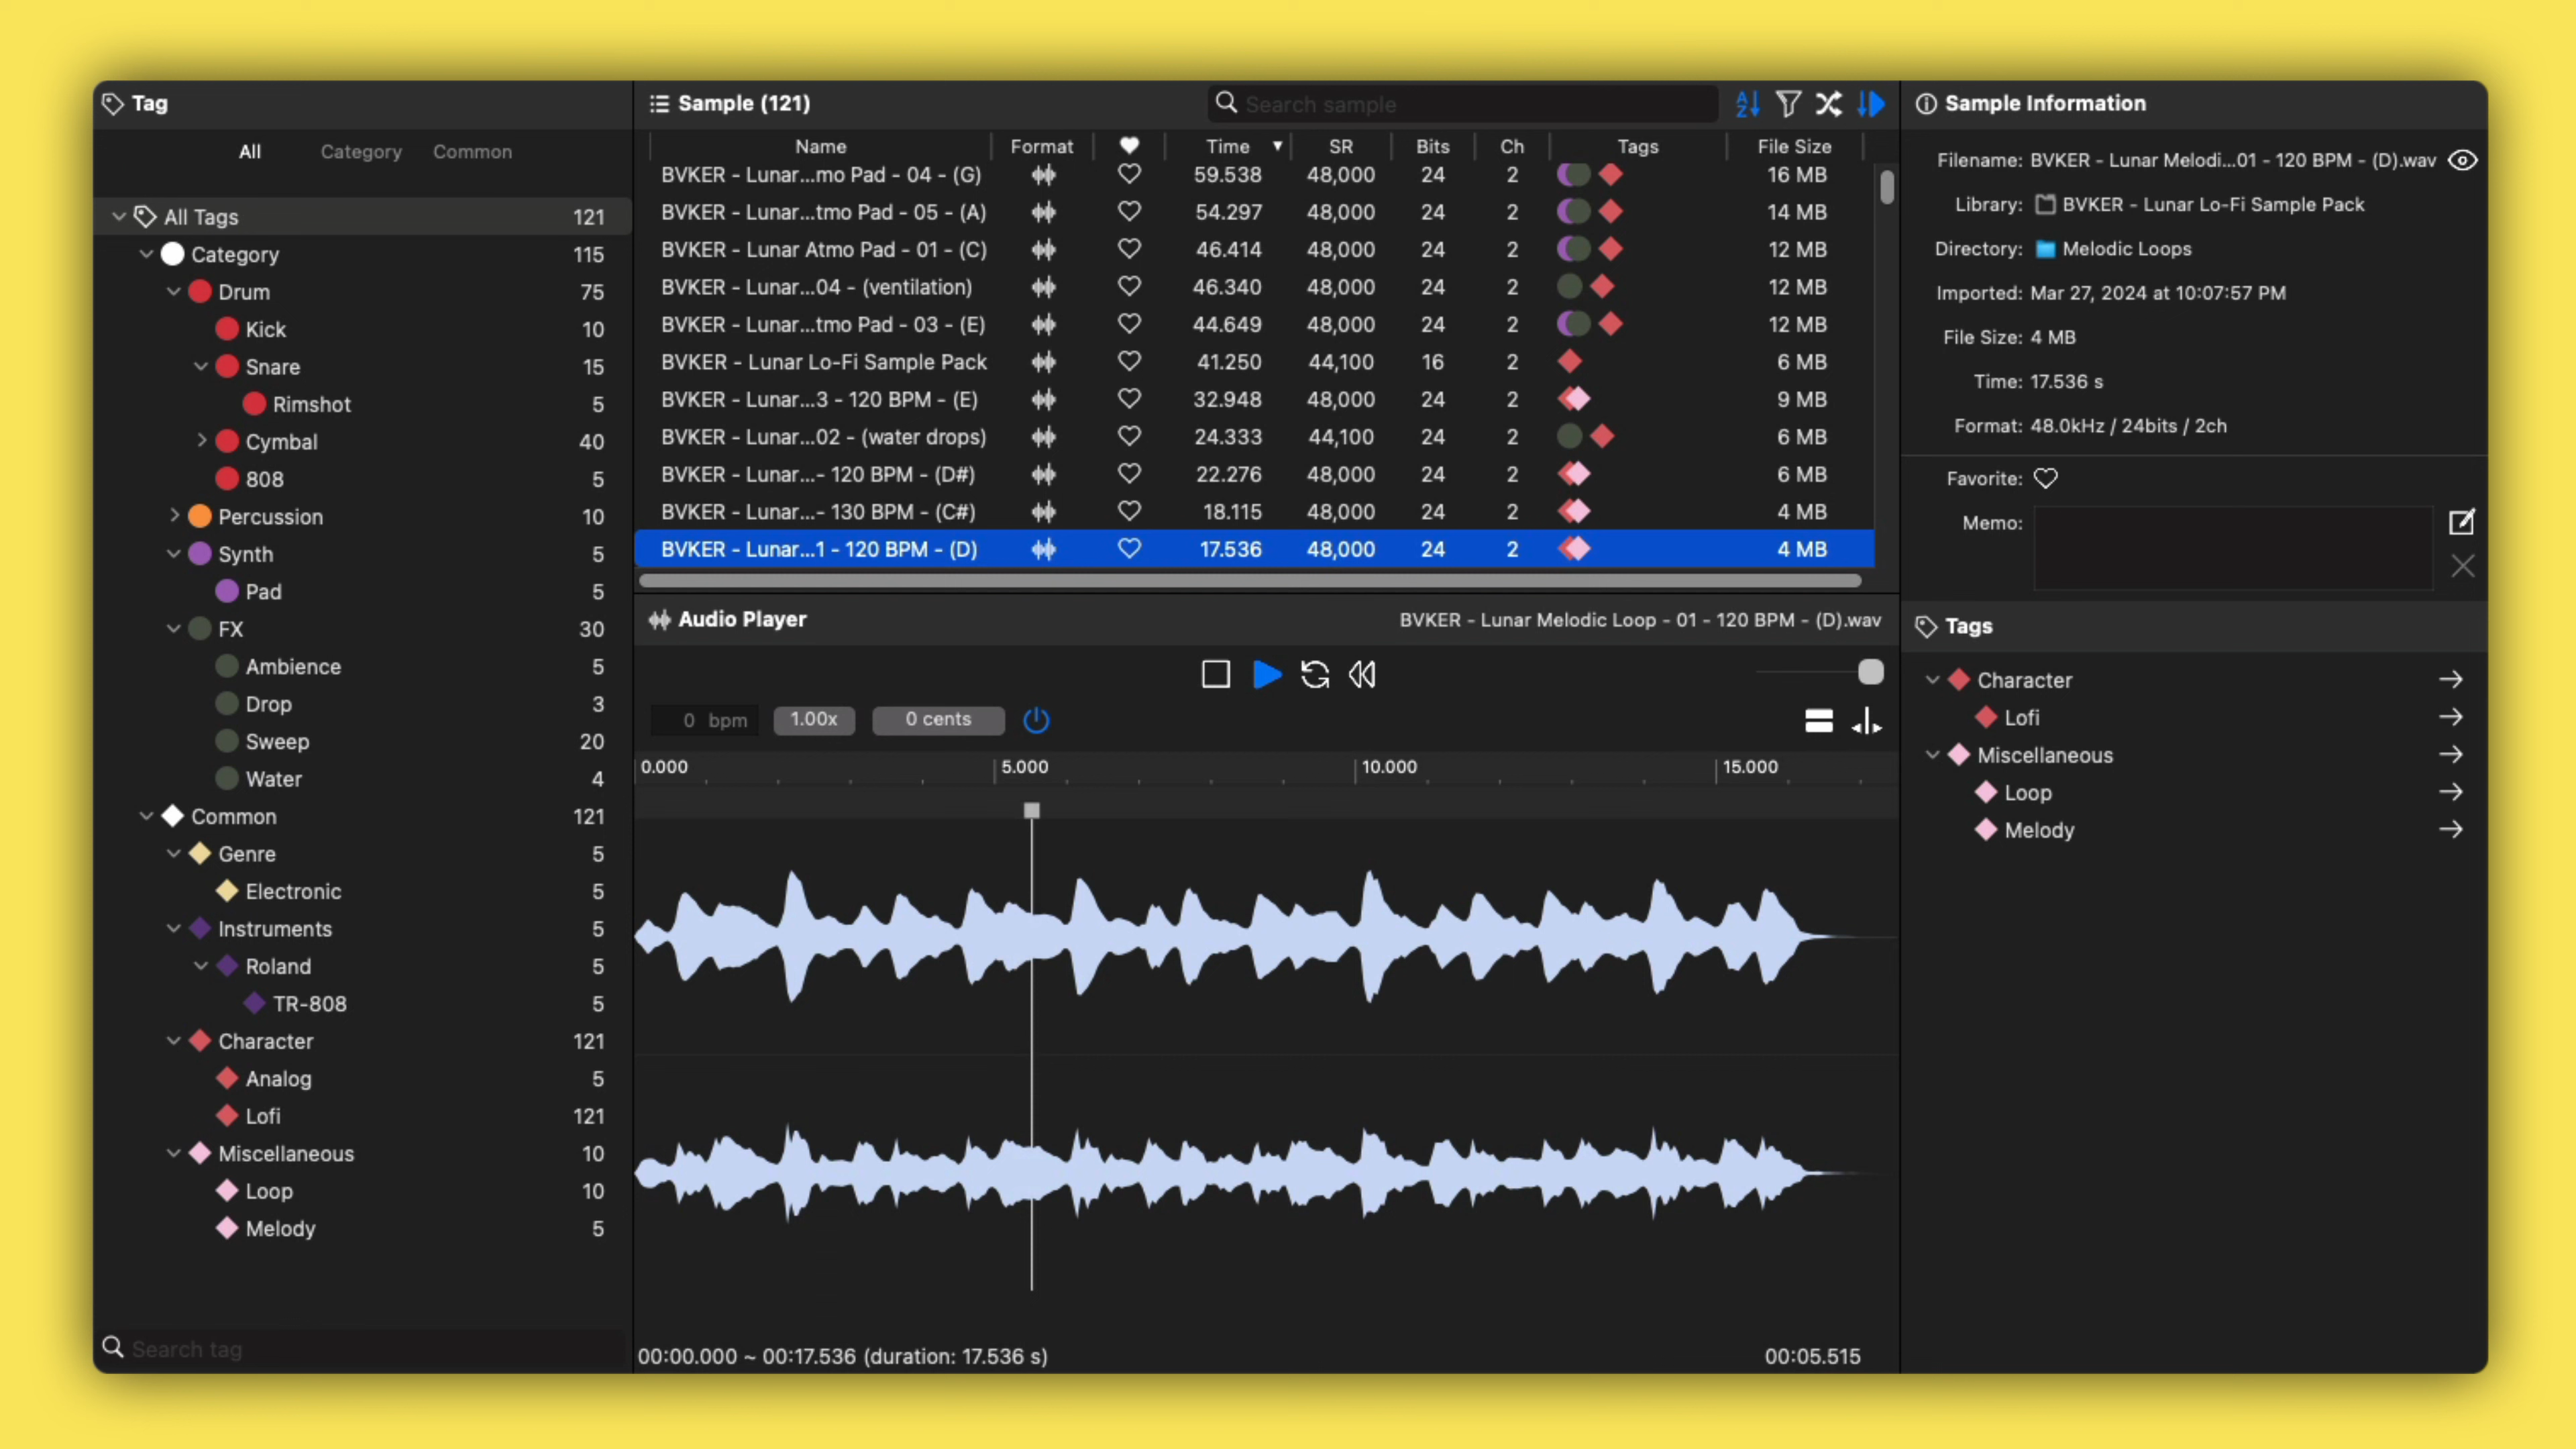 Tag
All Category Common
All Tags 121
Category 115
Drum 75
Kick 10
Snare 15
Rimshot 5
Cymbal 40
808 5
Percussion 10
Synth 5
Pad 5
FX 30
Ambience 5
Drop 3
Sweep 20
Water 4
Common 121
Genre 5
Electronic 5
Instruments 5
Roland 5
TR-808 5
Character 121
Analog 5
Lofi 121
Miscellaneous 10
Loop 10
Melody 5
Search tag
Sample (121)
Search sample
Name Format Time SR Bits Ch Tags File Size
BVKER - Lunar...mo Pad - 04 - (G) 59.538 48,000 24 2 16 MB
BVKER - Lunar...tmo Pad - 05 - (A) 54.297 48,000 24 2 14 MB
BVKER - Lunar Atmo Pad - 01 - (C) 46.414 48,000 24 2 12 MB
BVKER - Lunar...04 - (ventilation) 46.340 48,000 24 2 12 MB
BVKER - Lunar...tmo Pad - 03 - (E) 44.649 48,000 24 2 12 MB
BVKER - Lunar Lo-Fi Sample Pack 41.250 44,100 16 2 6 MB
BVKER - Lunar...3 - 120 BPM - (E) 32.948 48,000 24 2 9 MB
BVKER - Lunar...02 - (water drops) 24.333 44,100 24 2 6 MB
BVKER - Lunar...- 120 BPM - (D#) 22.276 48,000 24 2 6 MB
BVKER - Lunar...- 130 BPM - (C#) 18.115 48,000 24 2 4 MB
BVKER - Lunar...1 - 120 BPM - (D) 17.536 48,000 24 2 4 MB
Audio Player BVKER - Lunar Melodic Loop - 01 - 120 BPM - (D).wav
0 bpm 1.00x 0 cents
0.000 5.000 10.000 15.000
00:00.000 ~ 00:17.536 (duration: 17.536 s) 00:05.515
Sample Information
Filename: BVKER - Lunar Melodi...01 - 120 BPM - (D).wav
Library: BVKER - Lunar Lo-Fi Sample Pack
Directory: Melodic Loops
Imported: Mar 27, 2024 at 10:07:57 PM
File Size: 4 MB
Time: 17.536 s
Format: 48.0kHz / 24bits / 2ch
Favorite:
Memo:
Tags
Character
Lofi
Miscellaneous
Loop
Melody